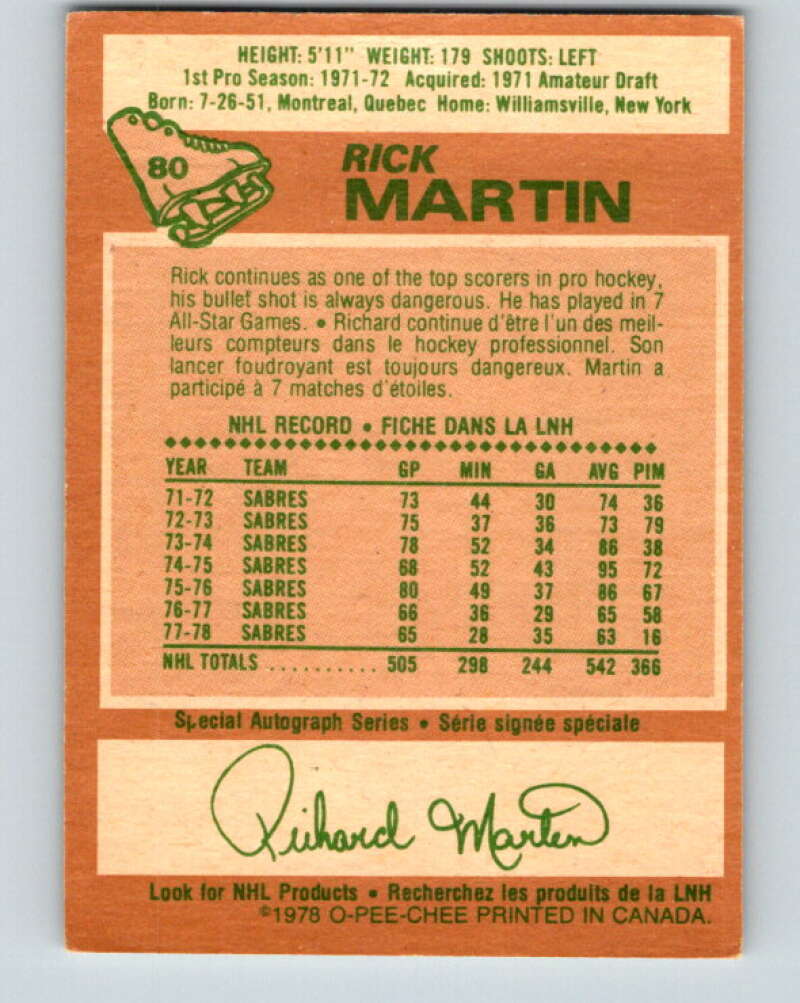 HEIGHT: 5'11" WEIGHT: 179 SHOOTS: LEFT
1st Pro Season: 1971-72 Acquired: 1971 Amateur Draft
Born: 7-26-51, Montreal, Quebec Home: Williamsville, New York
80
RICK
MARTIN
Rick continues as one of the top scorers in pro hockey,
his bullet shot is always dangerous. He has played in 7
All-Star Games. • Richard continue d'être l'un des meil-
leurs compteurs dans le hockey professionnel. Son
lancer foudroyant est toujours dangereux. Martin a
participé à 7 matches d'étoiles.
NHL RECORD • FICHE DANS LA LNH
YEAR TEAM GP MIN GA AVG PIM
71-72 SABRES 73 44 30 74 36
72-73 SABRES 75 37 36 73 79
73-74 SABRES 78 52 34 86 38
74-75 SABRES 68 52 43 95 72
75-76 SABRES 80 49 37 86 67
76-77 SABRES 66 36 29 65 58
77-78 SABRES 65 28 35 63 16
NHL TOTALS .......... 505 298 244 542 366
Special Autograph Series • Série signée spéciale
Richard Martin
Look for NHL Products • Recherchez les produits de la LNH
©1978 O-PEE-CHEE PRINTED IN CANADA.